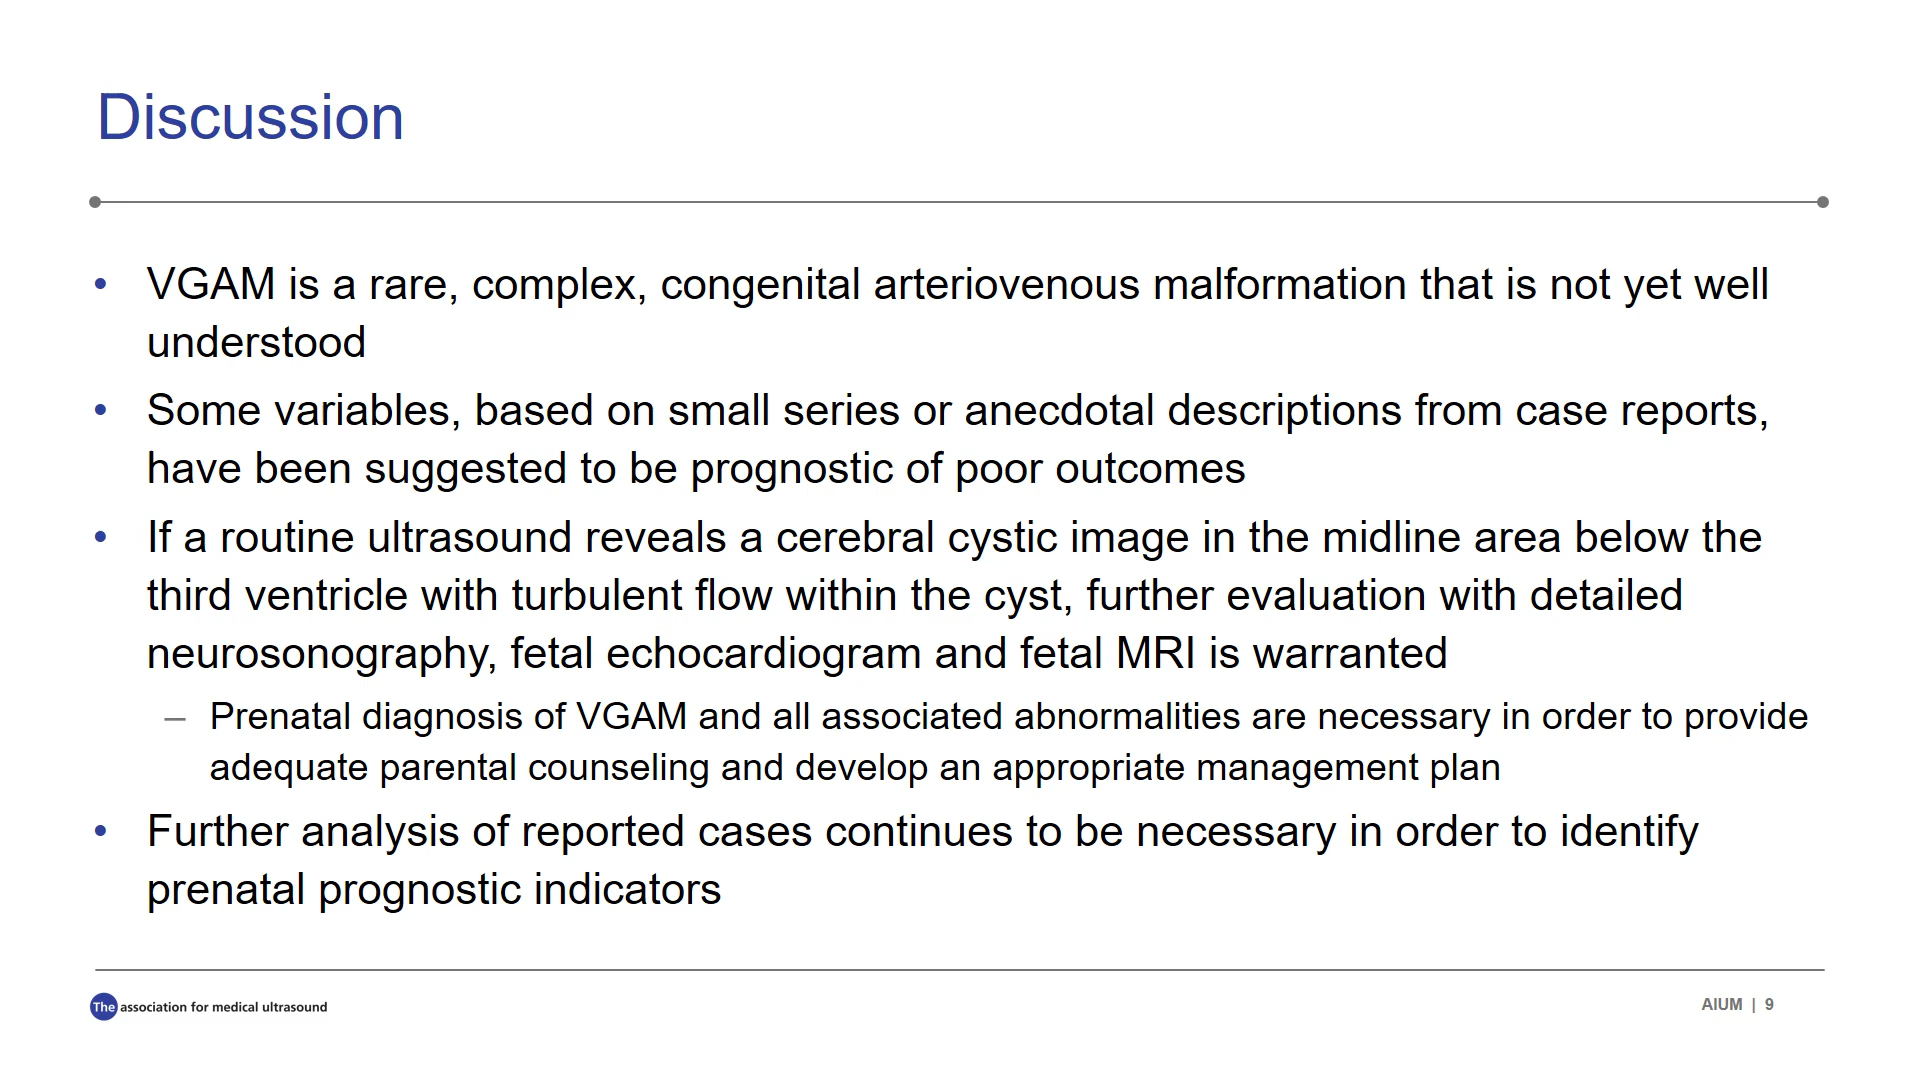 Discussion
• VGAM is a rare, complex, congenital arteriovenous malformation that is not yet well
understood
• Some variables, based on small series or anecdotal descriptions from case reports,
have been suggested to be prognostic of poor outcomes
• If a routine ultrasound reveals a cerebral cystic image in the midline area below the
third ventricle with turbulent flow within the cyst, further evaluation with detailed
neurosonography, fetal echocardiogram and fetal MRI is warranted
– Prenatal diagnosis of VGAM and all associated abnormalities are necessary in order to provide
adequate parental counseling and develop an appropriate management plan
• Further analysis of reported cases continues to be necessary in order to identify
prenatal prognostic indicators
The association for medical ultrasound
AIUM | 9